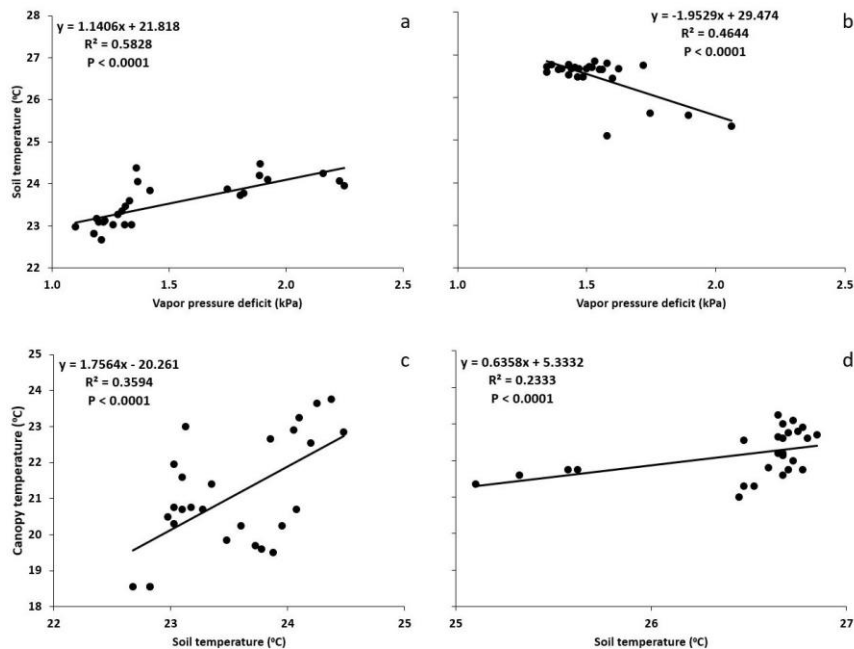 y = 1.1406x + 21.818
R² = 0.5828
P < 0.0001
a
28
27
26
25
24
23
22
Soil temperature (ºC)
1.0
1.5
2.0
2.5
Vapor pressure deficit (kPa)
y = -1.9529x + 29.474
R² = 0.4644
P < 0.0001
b
1.0
1.5
2.0
2.5
Vapor pressure deficit (kPa)
y = 1.7564x - 20.261
R² = 0.3594
P < 0.0001
c
25
24
23
22
21
20
19
18
Canopy temperature (ºC)
22
23
24
25
Soil temperature (ºC)
y = 0.6358x + 5.3332
R² = 0.2333
P < 0.0001
d
25
26
27
Soil temperature (ºC)